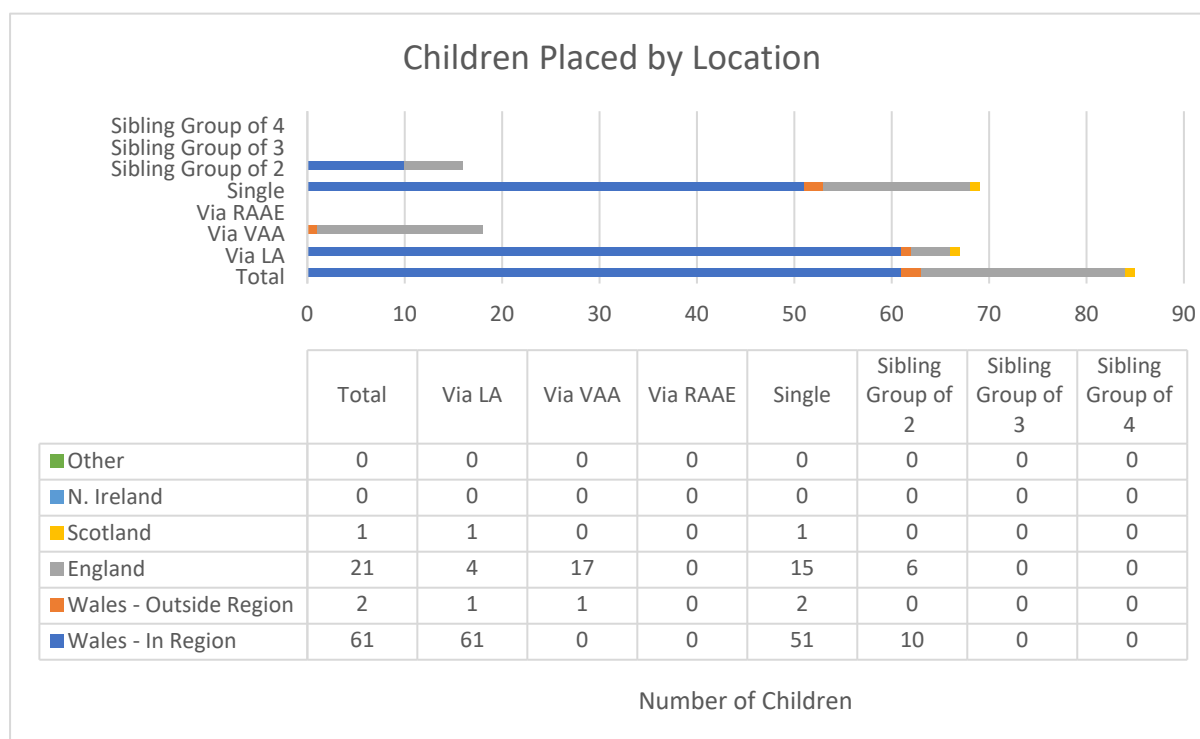 Children Placed by Location
Sibling Group of 4
Sibling Group of 3
Sibling Group of 2
Single
Via RAAE
Via VAA
Via LA
Total
0 10 20 30 40 50 60 70 80 90
Total Via LA Via VAA Via RAAE Single Sibling Group of 2 Sibling Group of 3 Sibling Group of 4
Other 0 0 0 0 0 0 0 0
N. Ireland 0 0 0 0 0 0 0 0
Scotland 1 1 0 0 1 0 0 0
England 21 4 17 0 15 6 0 0
Wales - Outside Region 2 1 1 0 2 0 0 0
Wales - In Region 61 61 0 0 51 10 0 0
Number of Children